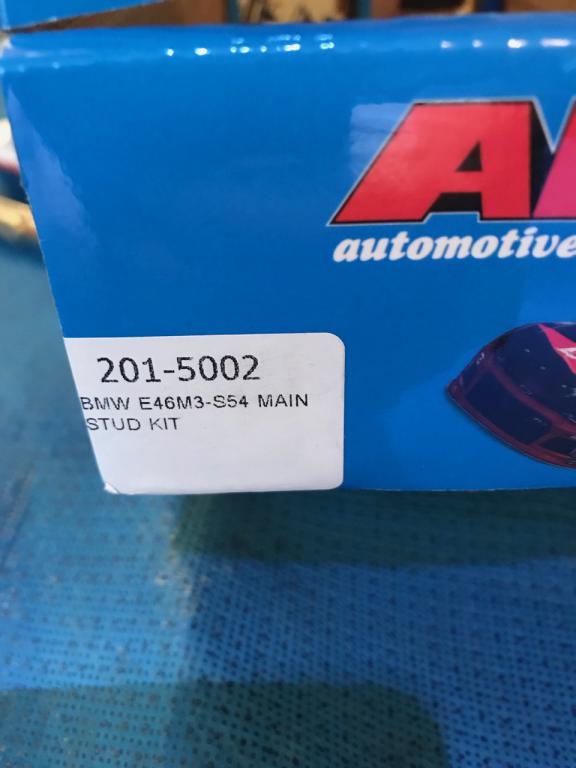 automotive
201-5002
BMW E46M3-S54 MAIN
STUD KIT